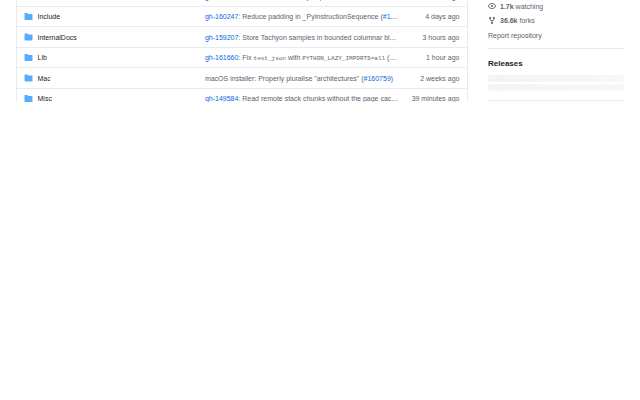 Include gh-160247: Reduce padding in _PyInstructionSequence (#1... 4 days ago
InternalDocs gh-159207: Store Tachyon samples in bounded columnar bl... 3 hours ago
Lib gh-161660: Fix test_json with PYTHON_LAZY_IMPORTS=all (... 1 hour ago
Mac macOS installer: Properly pluralise "architectures" (#160759) 2 weeks ago
Misc gh-149584: Read remote stack chunks without the page cac... 39 minutes ago
1.7k watching
36.6k forks
Report repository
Releases